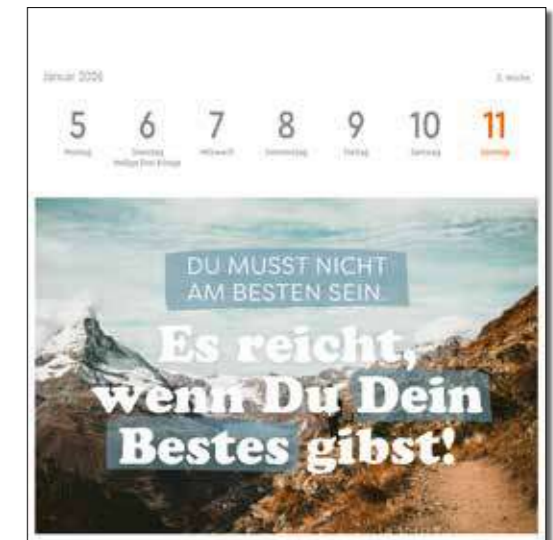 Januar 2026
2. Woche
5 6 7 8 9 10 11
Montag Dienstag Mittwoch Donnerstag Freitag Samstag Sonntag
Heilige Drei Könige
DU MUSST NICHT
AM BESTEN SEIN.
Es reicht,
wenn Du Dein
Bestes gibst!